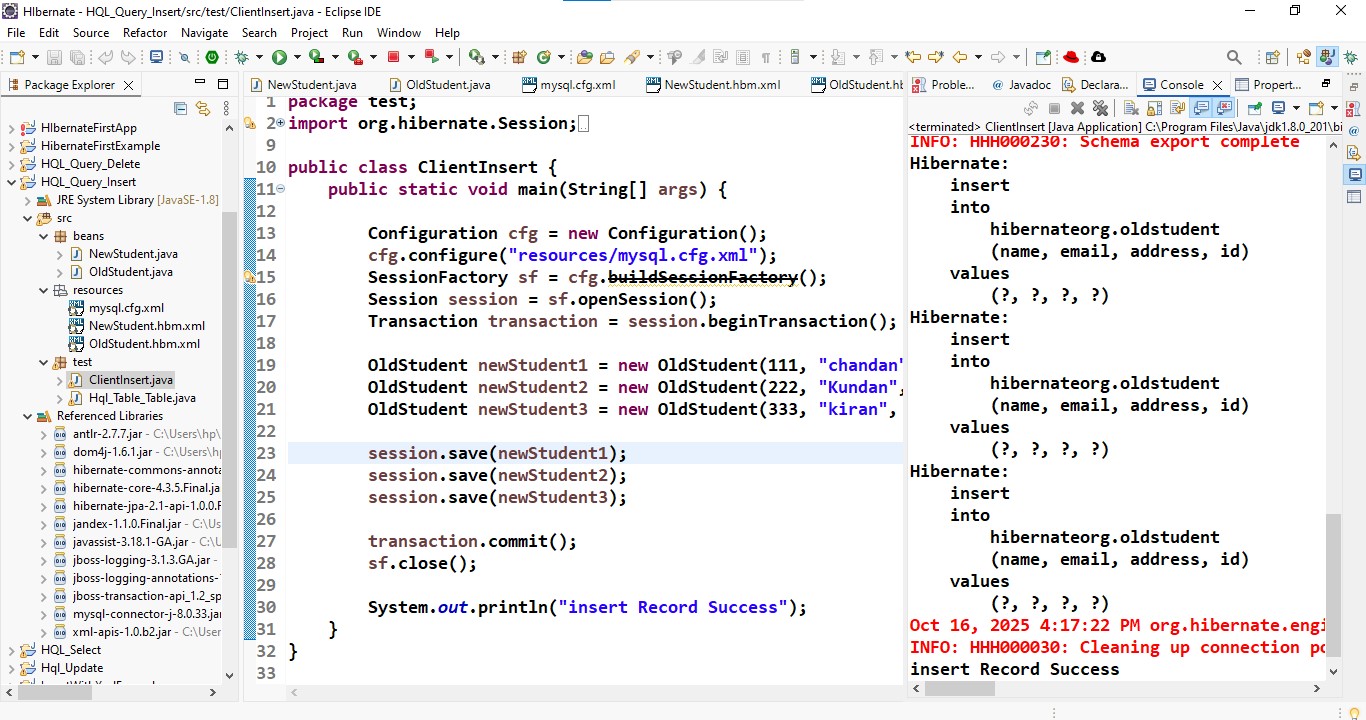 HIbernate - HQL_Query_Insert/src/test/ClientInsert.java - Eclipse IDE
File Edit Source Refactor Navigate Search Project Run Window Help
Package Explorer
HIbernateFirstApp
HibernateFirstExample
HQL_Query_Delete
HQL_Query_Insert
JRE System Library [JavaSE-1.8]
src
beans
NewStudent.java
OldStudent.java
resources
mysql.cfg.xml
NewStudent.hbm.xml
OldStudent.hbm.xml
test
ClientInsert.java
Hql_Table_Table.java
Referenced Libraries
antlr-2.7.7.jar - C:\Users\hp\
dom4j-1.6.1.jar - C:\Users\h
hibernate-commons-annota
hibernate-core-4.3.5.Final.ja
hibernate-jpa-2.1-api-1.0.0.F
jandex-1.1.0.Final.jar - C:\Us
javassist-3.18.1-GA.jar - C:\U
jboss-logging-3.1.3.GA.jar -
jboss-logging-annotations-
jboss-transaction-api_1.2_sp
mysql-connector-j-8.0.33.jar
xml-apis-1.0.b2.jar - C:\User
HQL_Select
Hql_Update
NewStudent.java OldStudent.java mysql.cfg.xml NewStudent.hbm.xml OldStudent.hb
1 package test;
2 import org.hibernate.Session;
9
10 public class ClientInsert {
11 public static void main(String[] args) {
12
13 Configuration cfg = new Configuration();
14 cfg.configure("resources/mysql.cfg.xml");
15 SessionFactory sf = cfg.buildSessionFactory();
16 Session session = sf.openSession();
17 Transaction transaction = session.beginTransaction();
18
19 OldStudent newStudent1 = new OldStudent(111, "chandan"
20 OldStudent newStudent2 = new OldStudent(222, "Kundan",
21 OldStudent newStudent3 = new OldStudent(333, "kiran",
22
23 session.save(newStudent1);
24 session.save(newStudent2);
25 session.save(newStudent3);
26
27 transaction.commit();
28 sf.close();
29
30 System.out.println("insert Record Success");
31 }
32 }
33
Proble... Javadoc Declara... Console Propert...
<terminated> ClientInsert [Java Application] C:\Program Files\Java\jdk1.8.0_201\bi
INFO: HHH000230: Schema export complete
Hibernate:
insert
into
hibernateorg.oldstudent
(name, email, address, id)
values
(?, ?, ?, ?)
Hibernate:
insert
into
hibernateorg.oldstudent
(name, email, address, id)
values
(?, ?, ?, ?)
Hibernate:
insert
into
hibernateorg.oldstudent
(name, email, address, id)
values
(?, ?, ?, ?)
Oct 16, 2025 4:17:22 PM org.hibernate.engi
INFO: HHH000030: Cleaning up connection po
insert Record Success